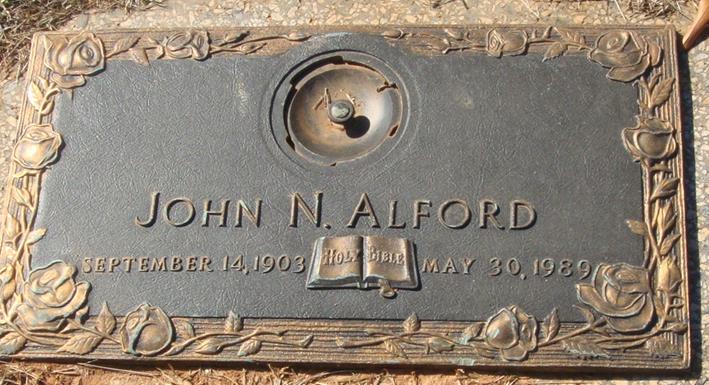 JOHN N. ALFORD
SEPTEMBER 14, 1903 HOLY BIBLE MAY 30, 1989